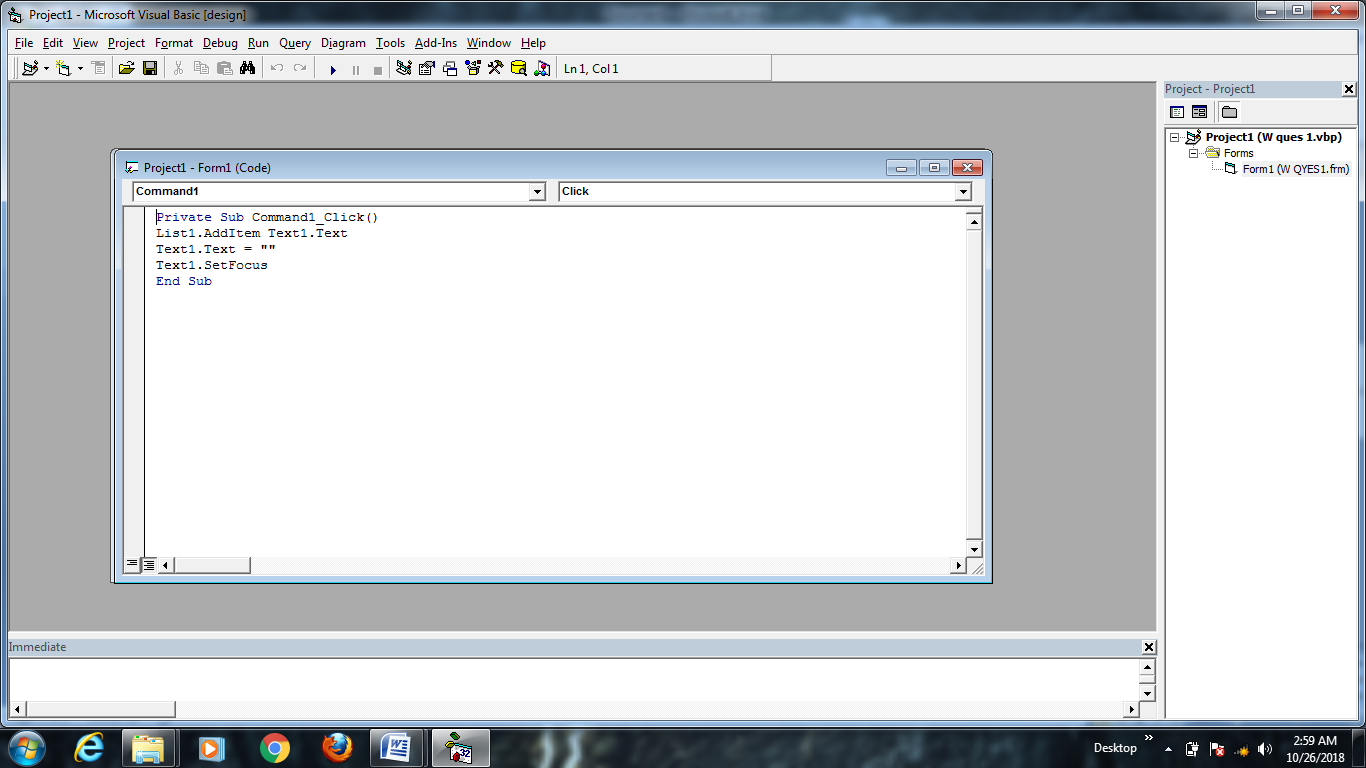 Project1 - Microsoft Visual Basic [design]
File Edit View Project Format Debug Run Query Diagram Tools Add-Ins Window Help
Ln 1, Col 1
Project - Project1
Project1 (W ques 1.vbp)
Forms
Form1 (W QYES1.frm)
Project1 - Form1 (Code)
Command1 Click
Private Sub Command1_Click()
List1.AddItem Text1.Text
Text1.Text = ""
Text1.SetFocus
End Sub
Immediate
Desktop
2:59 AM
10/26/2018